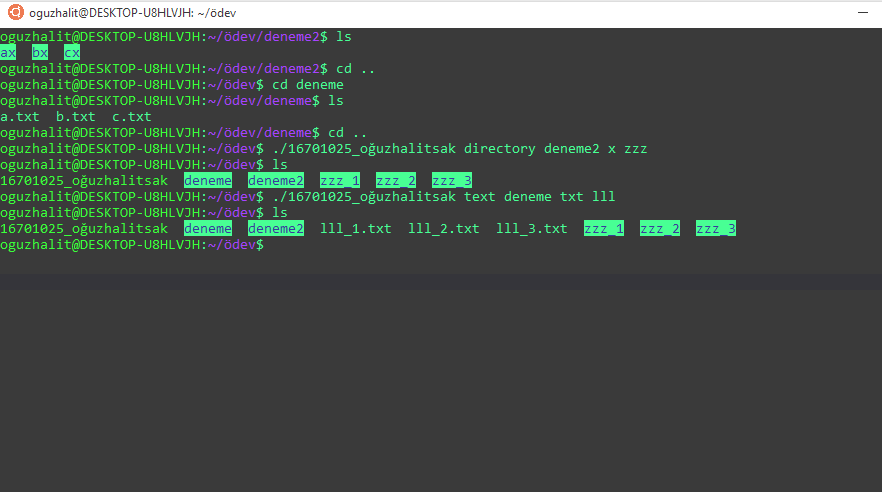 oguzhalit@DESKTOP-U8HLVJH: ~/ödev
oguzhalit@DESKTOP-U8HLVJH:~/ödev/deneme2$ ls
ax  bx  cx
oguzhalit@DESKTOP-U8HLVJH:~/ödev/deneme2$ cd ..
oguzhalit@DESKTOP-U8HLVJH:~/ödev$ cd deneme
oguzhalit@DESKTOP-U8HLVJH:~/ödev/deneme$ ls
a.txt  b.txt  c.txt
oguzhalit@DESKTOP-U8HLVJH:~/ödev/deneme$ cd ..
oguzhalit@DESKTOP-U8HLVJH:~/ödev$ ./16701025_oğuzhalitsak directory deneme2 x zzz
oguzhalit@DESKTOP-U8HLVJH:~/ödev$ ls
16701025_oğuzhalitsak  deneme  deneme2  zzz_1  zzz_2  zzz_3
oguzhalit@DESKTOP-U8HLVJH:~/ödev$ ./16701025_oğuzhalitsak text deneme txt lll
oguzhalit@DESKTOP-U8HLVJH:~/ödev$ ls
16701025_oğuzhalitsak  deneme  deneme2  lll_1.txt  lll_2.txt  lll_3.txt  zzz_1  zzz_2  zzz_3
oguzhalit@DESKTOP-U8HLVJH:~/ödev$